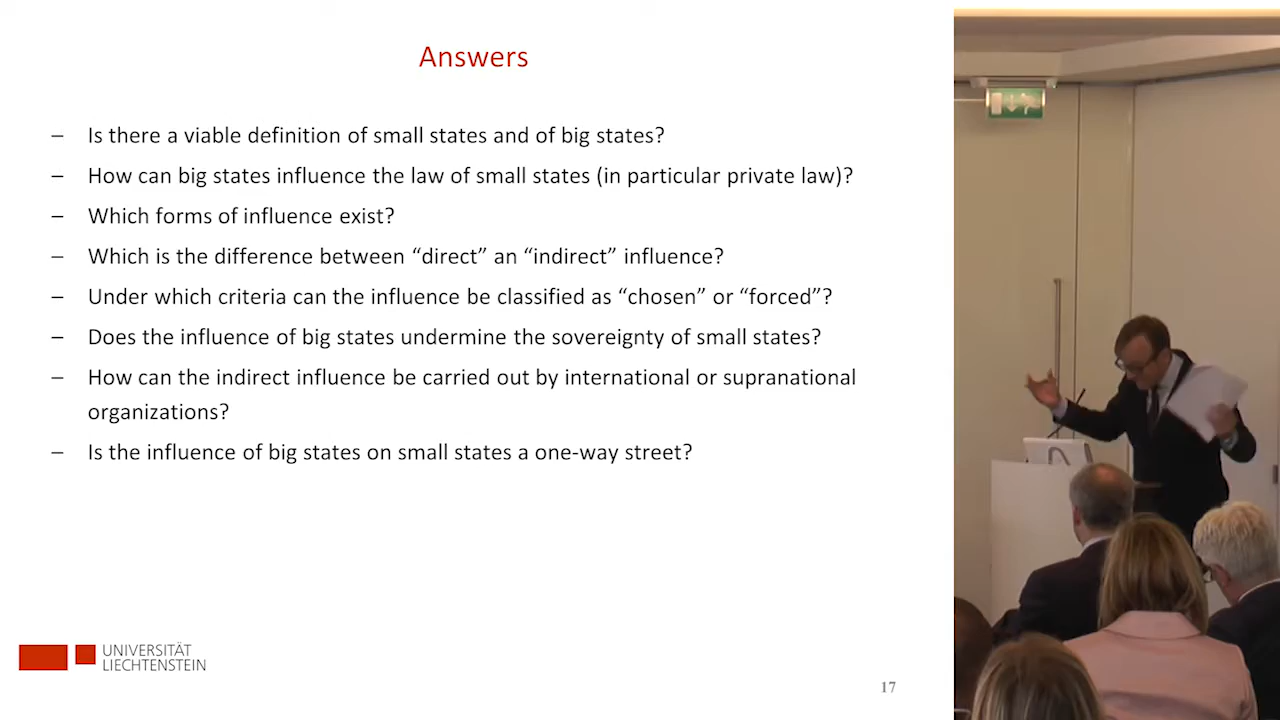 Answers
– Is there a viable definition of small states and of big states?
– How can big states influence the law of small states (in particular private law)?
– Which forms of influence exist?
– Which is the difference between “direct” an “indirect” influence?
– Under which criteria can the influence be classified as “chosen” or “forced”?
– Does the influence of big states undermine the sovereignty of small states?
– How can the indirect influence be carried out by international or supranational
organizations?
– Is the influence of big states on small states a one-way street?
UNIVERSITÄT
LIECHTENSTEIN
17